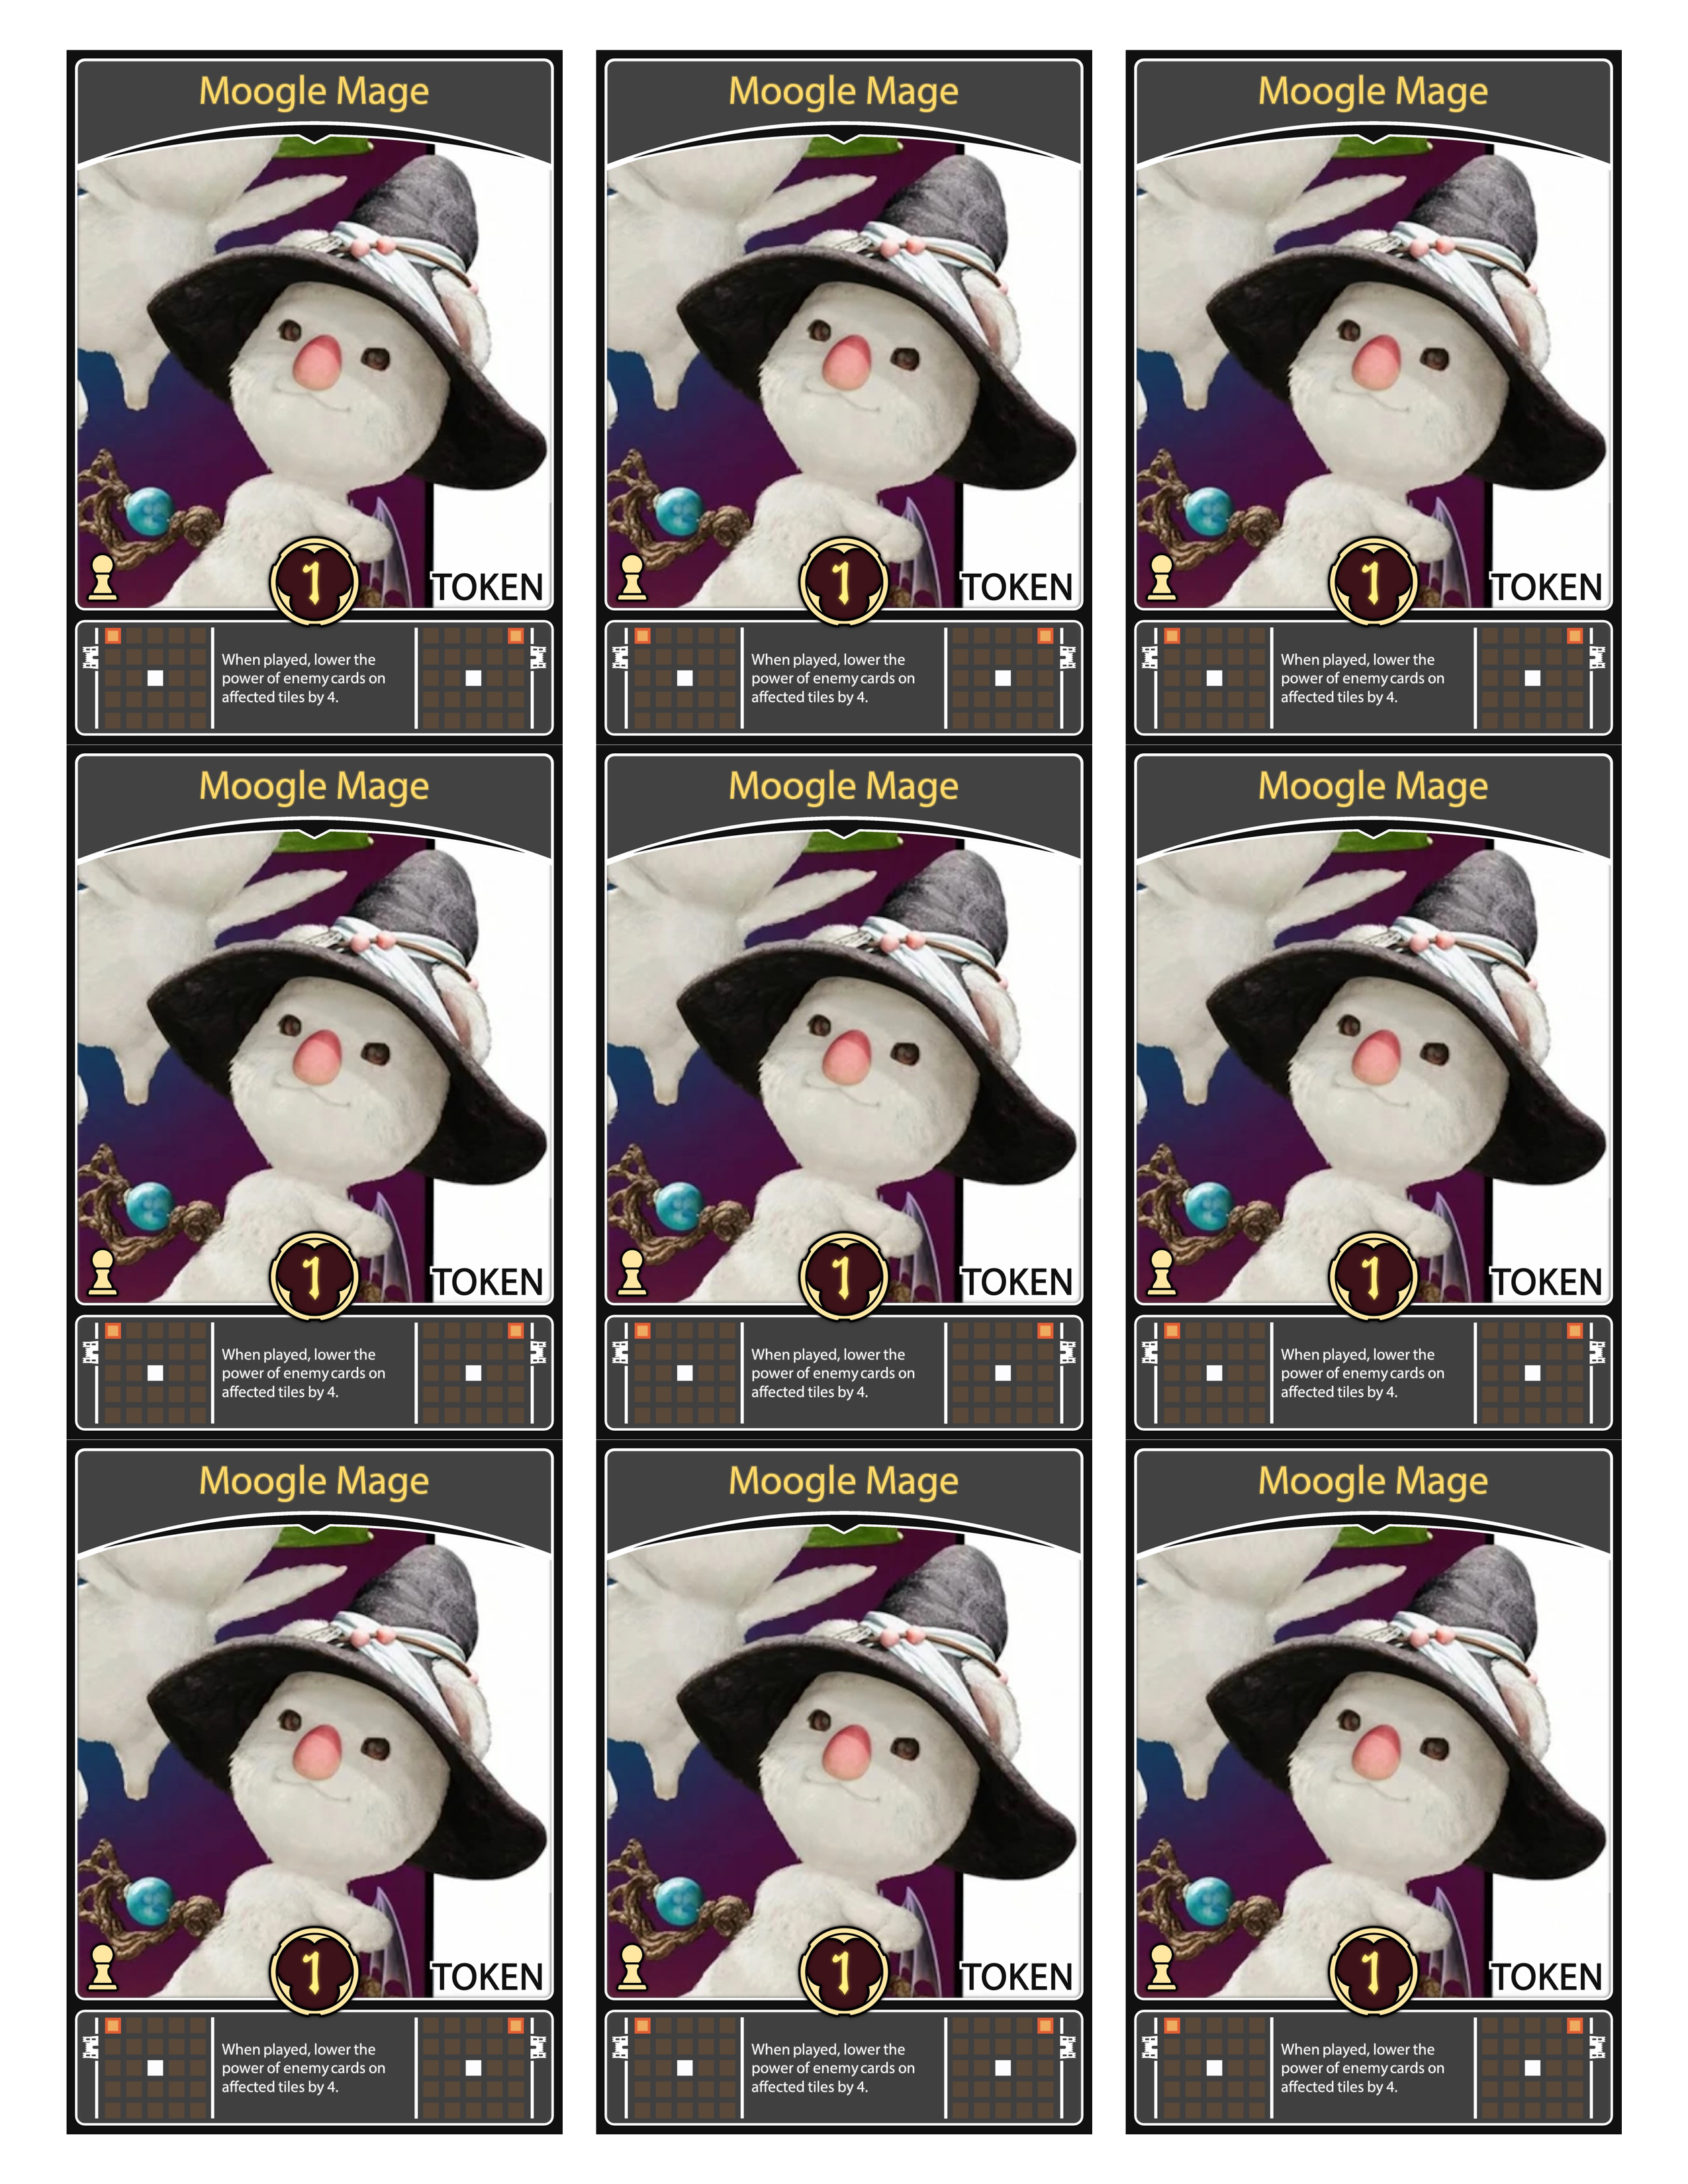 Moogle Mage
1
TOKEN
When played, lower the
power of enemy cards on
affected tiles by 4.
Moogle Mage
1
TOKEN
When played, lower the
power of enemy cards on
affected tiles by 4.
Moogle Mage
1
TOKEN
When played, lower the
power of enemy cards on
affected tiles by 4.
Moogle Mage
1
TOKEN
When played, lower the
power of enemy cards on
affected tiles by 4.
Moogle Mage
1
TOKEN
When played, lower the
power of enemy cards on
affected tiles by 4.
Moogle Mage
1
TOKEN
When played, lower the
power of enemy cards on
affected tiles by 4.
Moogle Mage
1
TOKEN
When played, lower the
power of enemy cards on
affected tiles by 4.
Moogle Mage
1
TOKEN
When played, lower the
power of enemy cards on
affected tiles by 4.
Moogle Mage
1
TOKEN
When played, lower the
power of enemy cards on
affected tiles by 4.